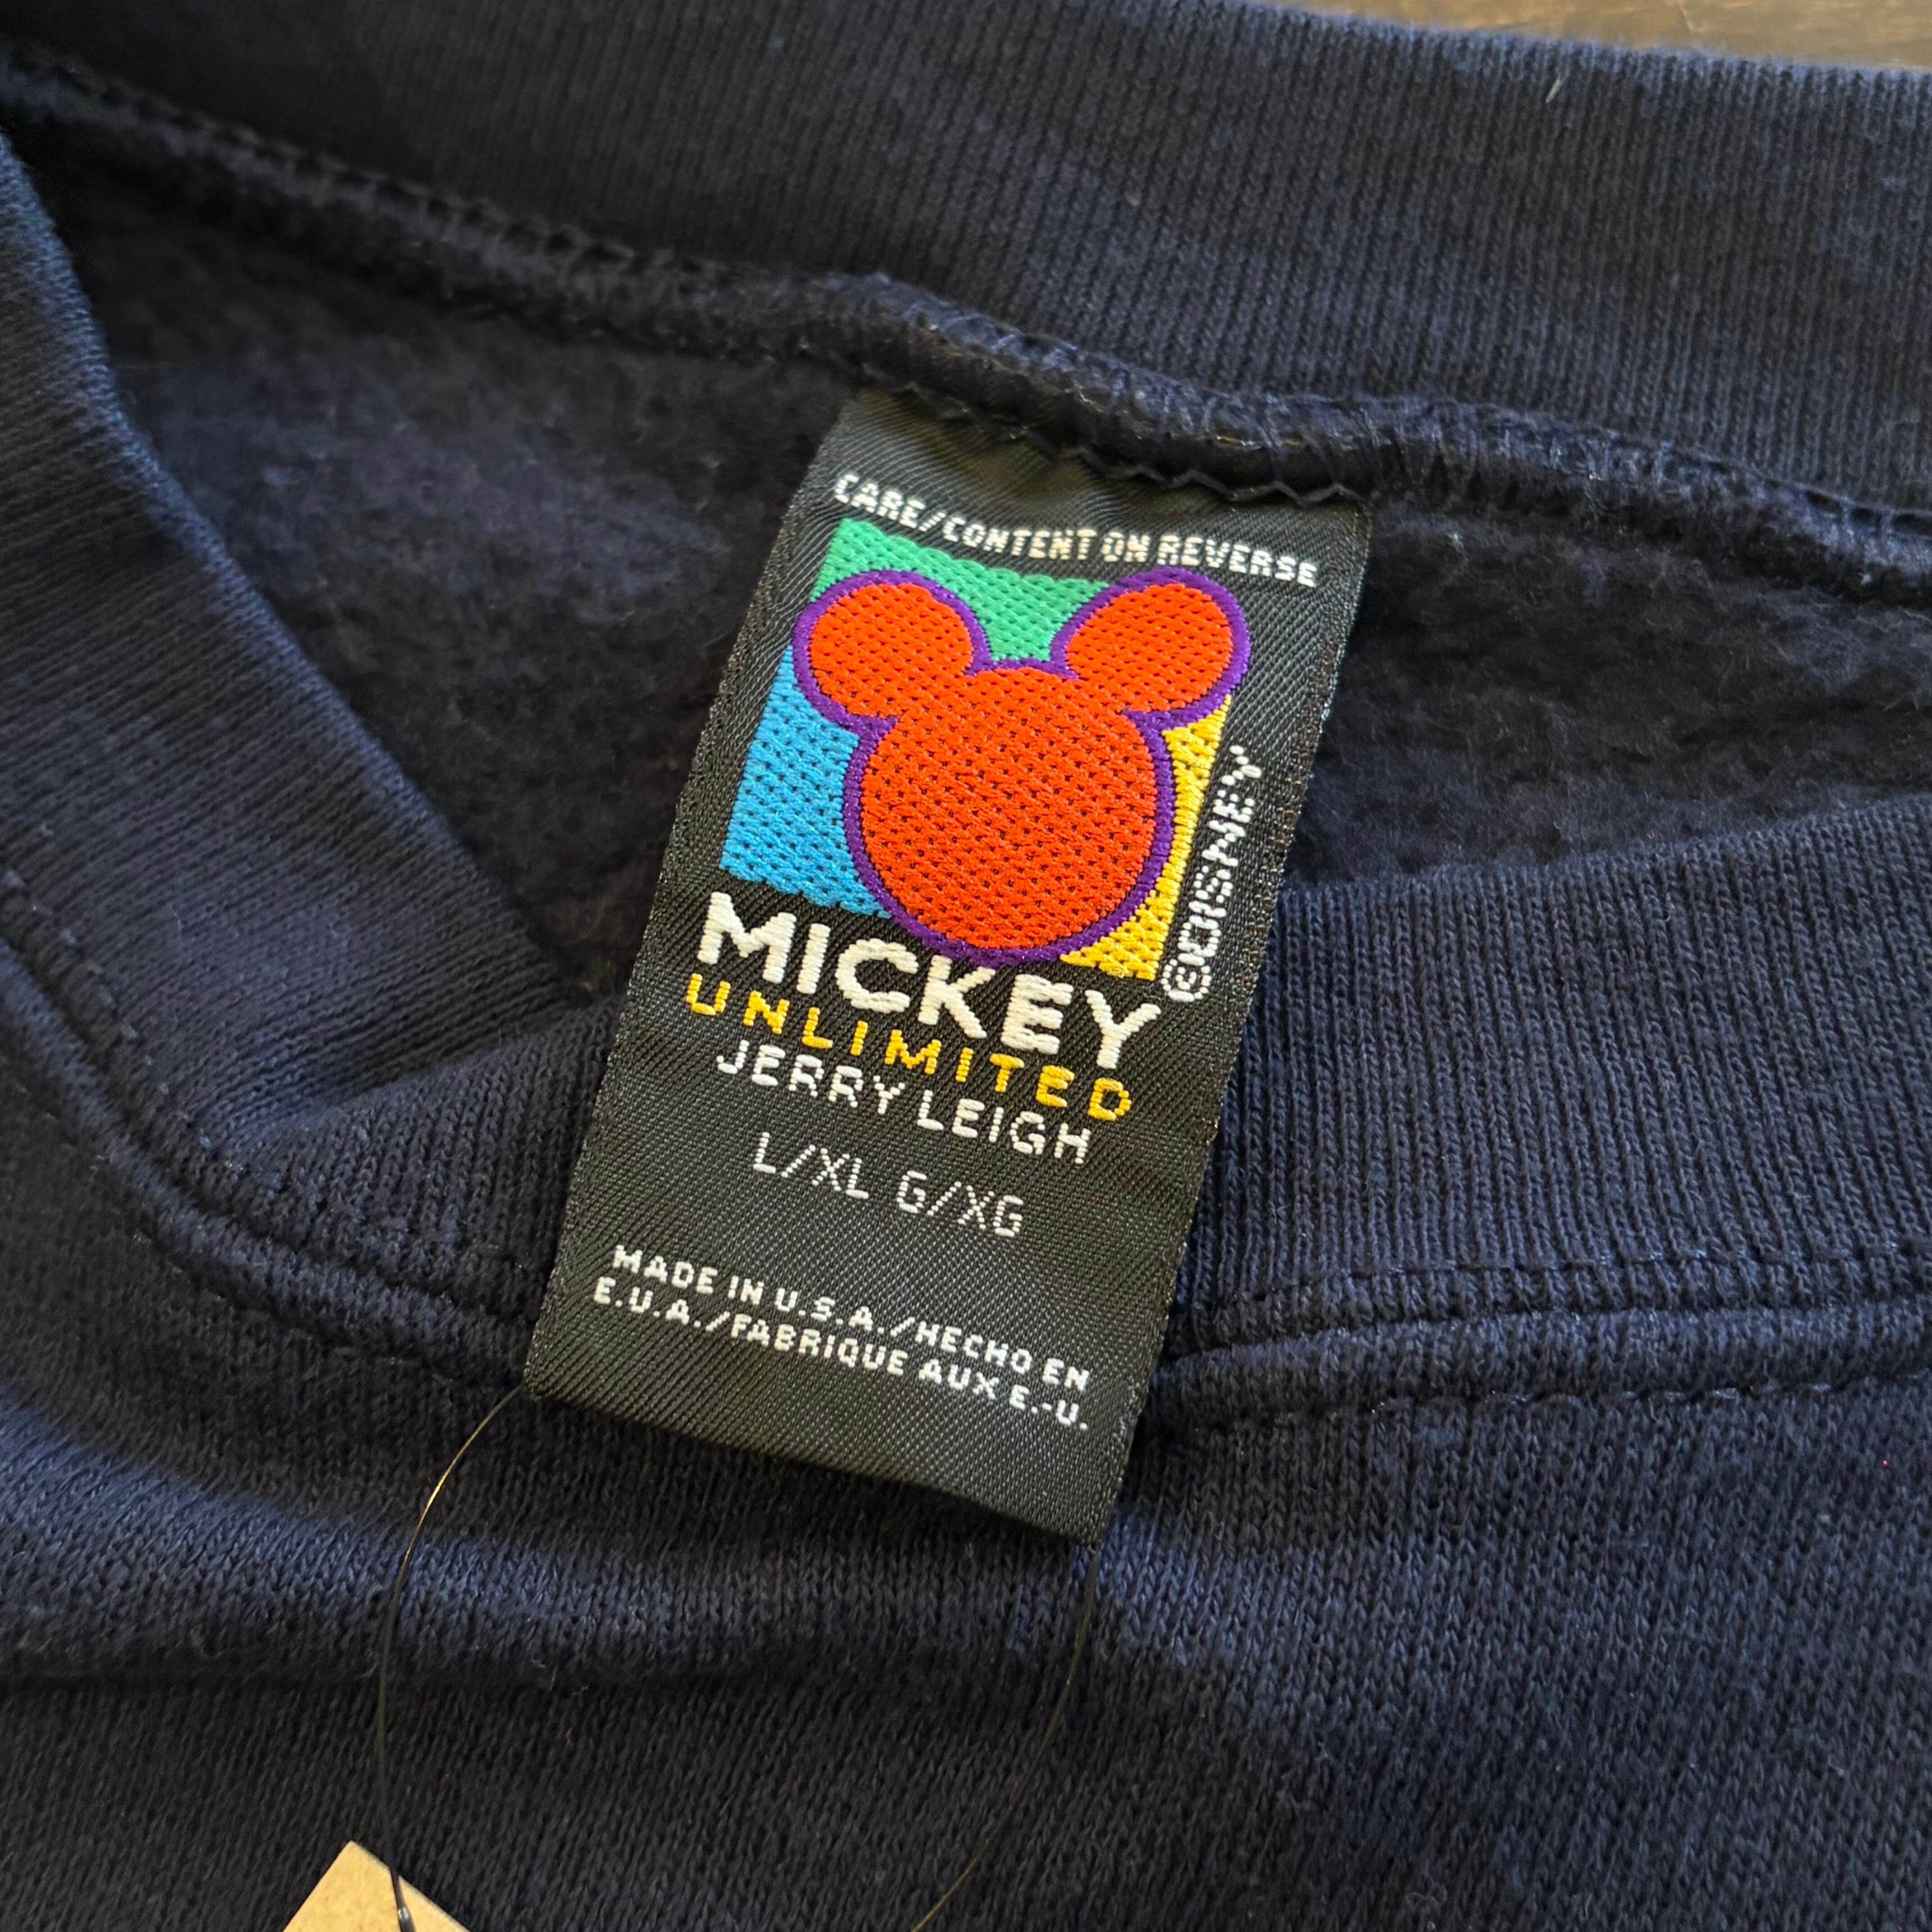 CARE/CONTENT ON REVERSE
©DISNEY
MICKEY
UNLIMITED
JERRY LEIGH
L/XL G/XG
MADE IN U.S.A./HECHO EN
E.U.A./FABRIQUE AUX E.-U.